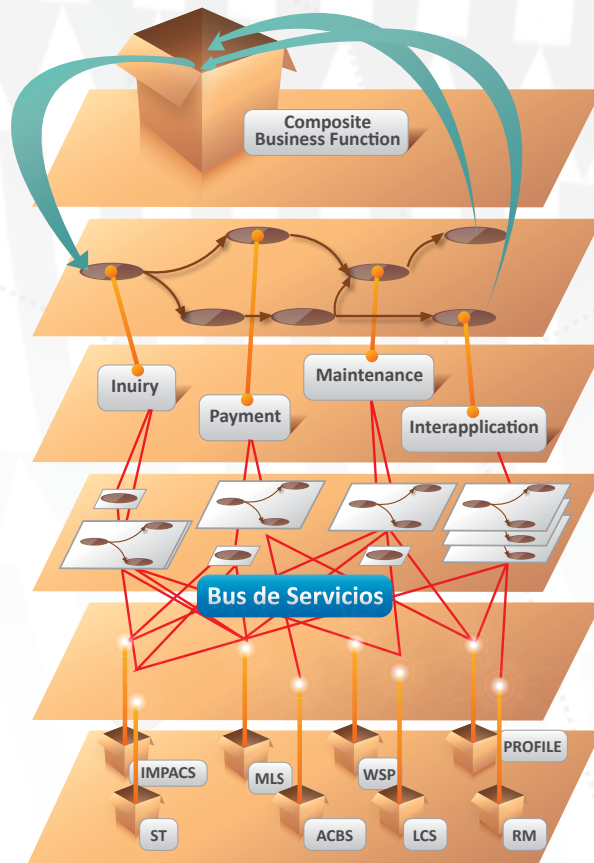 Composite
Business Function
Inuiry
Payment
Maintenance
Interapplication
Bus de Servicios
IMPACS
MLS
WSP
PROFILE
ST
ACBS
LCS
RM